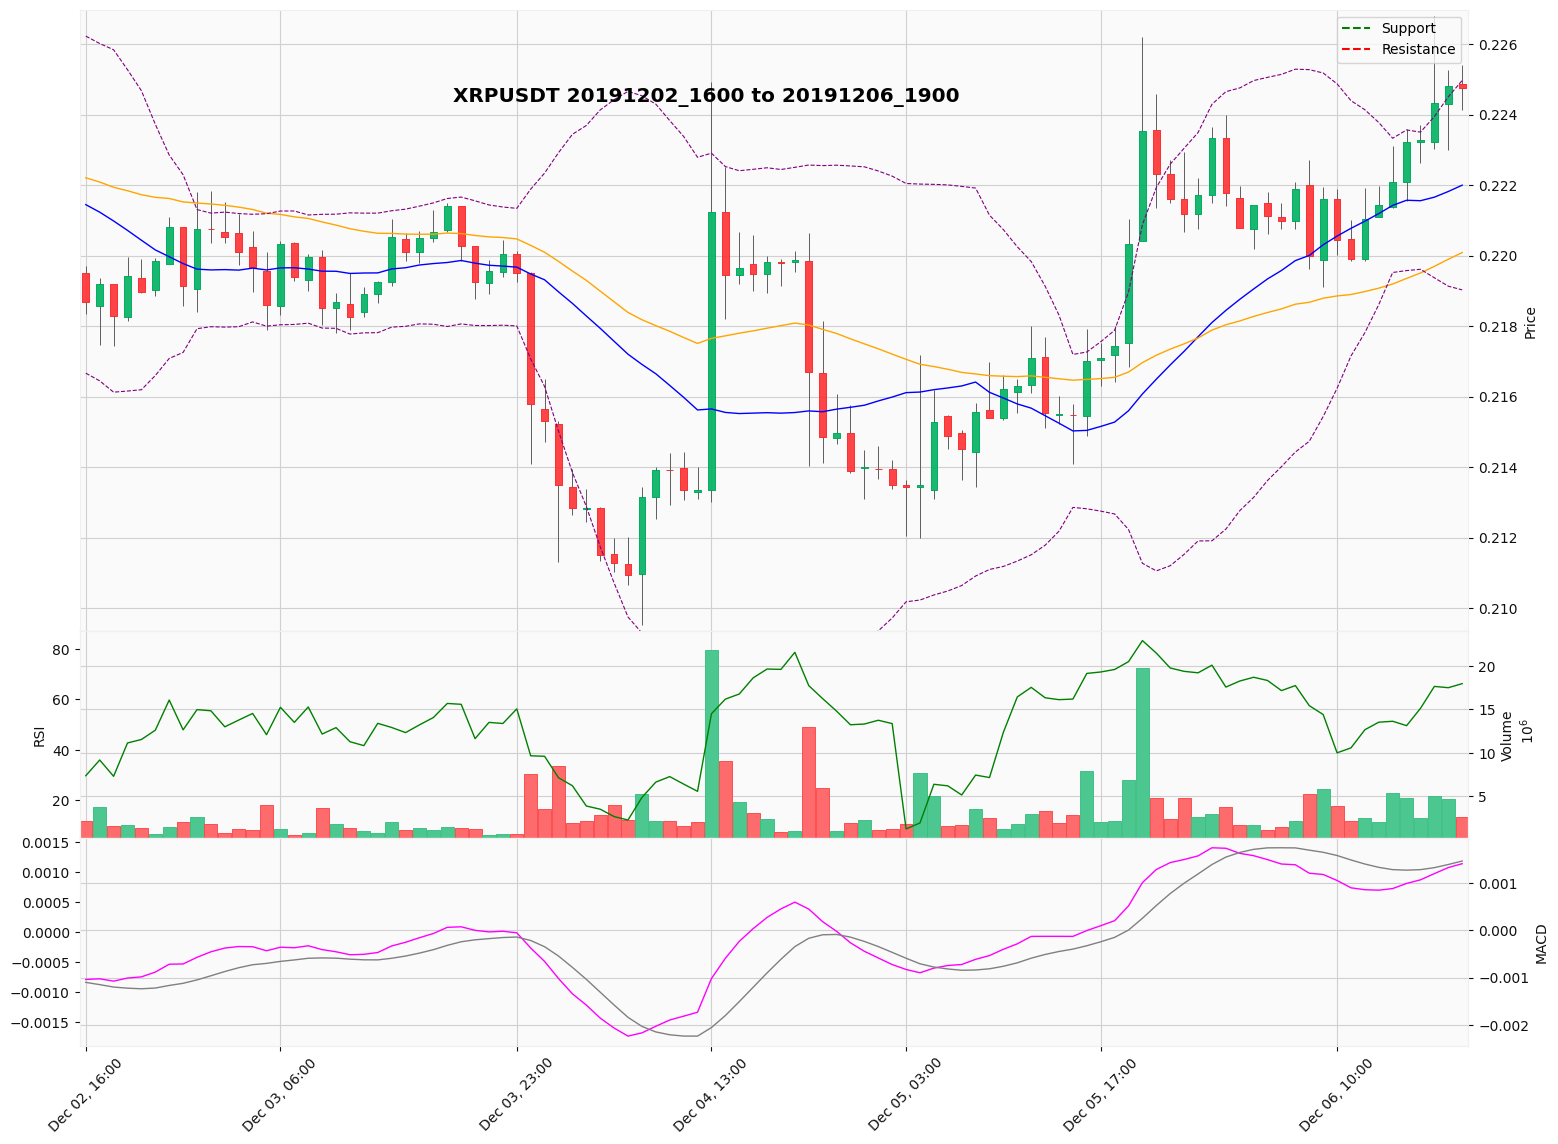 XRPUSDT 20191202_1600 to 20191206_1900
Support
Resistance
0.226
0.224
0.222
0.220
0.218
0.216
0.214
0.212
0.210
Price
80
60
40
20
RSI
20
15
10
5
Volume
10^6
0.0015
0.0010
0.0005
0.0000
−0.0005
−0.0010
−0.0015
0.001
0.000
−0.001
−0.002
MACD
Dec 02, 16:00
Dec 03, 06:00
Dec 03, 23:00
Dec 04, 13:00
Dec 05, 03:00
Dec 05, 17:00
Dec 06, 10:00